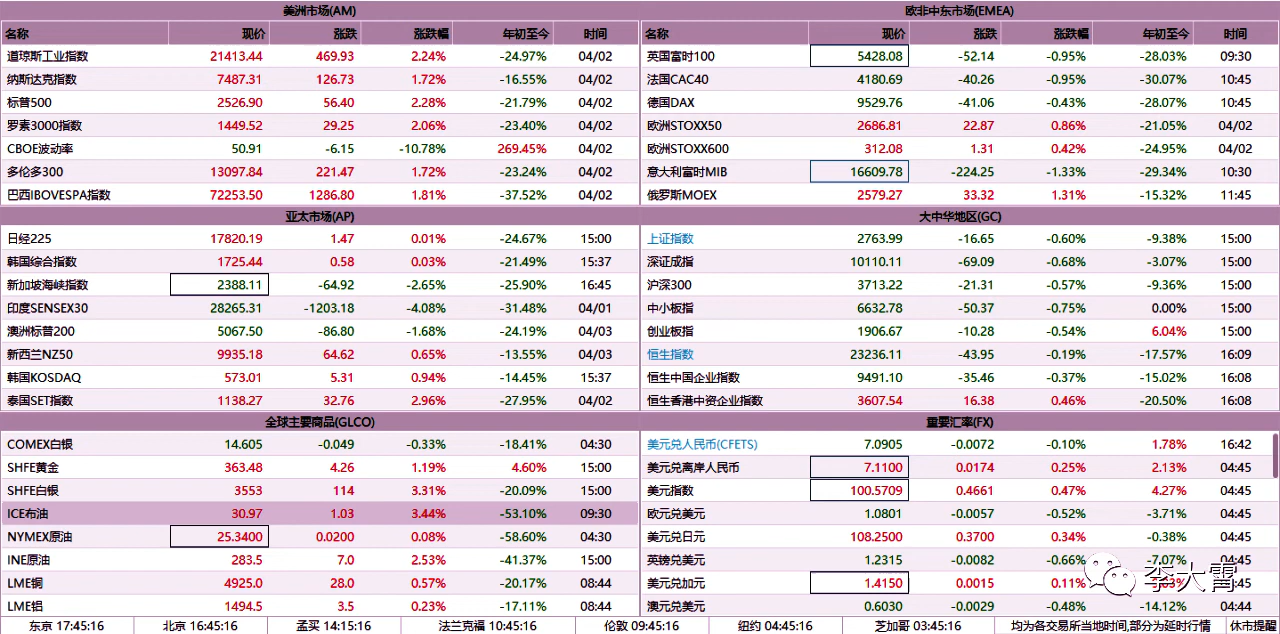 美洲市场(AM)
名称 现价 涨跌 涨跌幅 年初至今 时间
道琼斯工业指数 21413.44 469.93 2.24% -24.97% 04/02
纳斯达克指数 7487.31 126.73 1.72% -16.55% 04/02
标普500 2526.90 56.40 2.28% -21.79% 04/02
罗素3000指数 1449.52 29.25 2.06% -23.40% 04/02
CBOE波动率 50.91 -6.15 -10.78% 269.45% 04/02
多伦多300 13097.84 221.47 1.72% -23.24% 04/02
巴西IBOVESPA指数 72253.50 1286.80 1.81% -37.52% 04/02
欧非中东市场(EMEA)
名称 现价 涨跌 涨跌幅 年初至今 时间
英国富时100 5428.08 -52.14 -0.95% -28.03% 09:30
法国CAC40 4180.69 -40.26 -0.95% -30.07% 10:45
德国DAX 9529.76 -41.06 -0.43% -28.07% 10:45
欧洲STOXX50 2686.81 22.87 0.86% -21.05% 04/02
欧洲STOXX600 312.08 1.31 0.42% -24.95% 04/02
意大利富时MIB 16609.78 -224.25 -1.33% -29.34% 10:30
俄罗斯MOEX 2579.27 33.32 1.31% -15.32% 11:45
亚太市场(AP)
日经225 17820.19 1.47 0.01% -24.67% 15:00
韩国综合指数 1725.44 0.58 0.03% -21.49% 15:37
新加坡海峡指数 2388.11 -64.92 -2.65% -25.90% 16:45
印度SENSEX30 28265.31 -1203.18 -4.08% -31.48% 04/01
澳洲标普200 5067.50 -86.80 -1.68% -24.19% 04/03
新西兰NZ50 9935.18 64.62 0.65% -13.55% 04/03
韩国KOSDAQ 573.01 5.31 0.94% -14.45% 15:37
泰国SET指数 1138.27 32.76 2.96% -27.95% 04/02
大中华地区(GC)
上证指数 2763.99 -16.65 -0.60% -9.38% 15:00
深证成指 10110.11 -69.09 -0.68% -3.07% 15:00
沪深300 3713.22 -21.31 -0.57% -9.36% 15:00
中小板指 6632.78 -50.37 -0.75% 0.00% 15:00
创业板指 1906.67 -10.28 -0.54% 6.04% 15:00
恒生指数 23236.11 -43.95 -0.19% -17.57% 16:09
恒生中国企业指数 9491.10 -35.46 -0.37% -15.02% 16:08
恒生香港中资企业指数 3607.54 16.38 0.46% -20.50% 16:08
全球主要商品(GLCO)
COMEX白银 14.605 -0.049 -0.33% -18.41% 04:30
SHFE黄金 363.48 4.26 1.19% 4.60% 15:00
SHFE白银 3553 114 3.31% -20.09% 15:00
ICE布油 30.97 1.03 3.44% -53.10% 09:30
NYMEX原油 25.3400 0.0200 0.08% -58.60% 04:30
INE原油 283.5 7.0 2.53% -41.37% 15:00
LME铜 4925.0 28.0 0.57% -20.17% 08:44
LME铝 1494.5 3.5 0.23% -17.11% 08:44
重要汇率(FX)
美元兑人民币(CFETS) 7.0905 -0.0072 -0.10% 1.78% 16:42
美元兑离岸人民币 7.1100 0.0174 0.25% 2.13% 04:45
美元指数 100.5709 0.4661 0.47% 4.27% 04:45
欧元兑美元 1.0801 -0.0057 -0.52% -3.71% 04:45
美元兑日元 108.2500 0.3700 0.34% -0.38% 04:45
英镑兑美元 1.2315 -0.0082 -0.66% -7.07% 04:45
美元兑加元 1.4150 0.0015 0.11%
澳元兑美元 0.6030 -0.0029 -0.48% -14.12% 04:44
李大霄
东京 17:45:16 北京 16:45:16 孟买 14:15:16 法兰克福 10:45:16 伦敦 09:45:16 纽约 04:45:16 芝加哥 03:45:16 均为各交易所当地时间,部分为延时行情 休市提醒